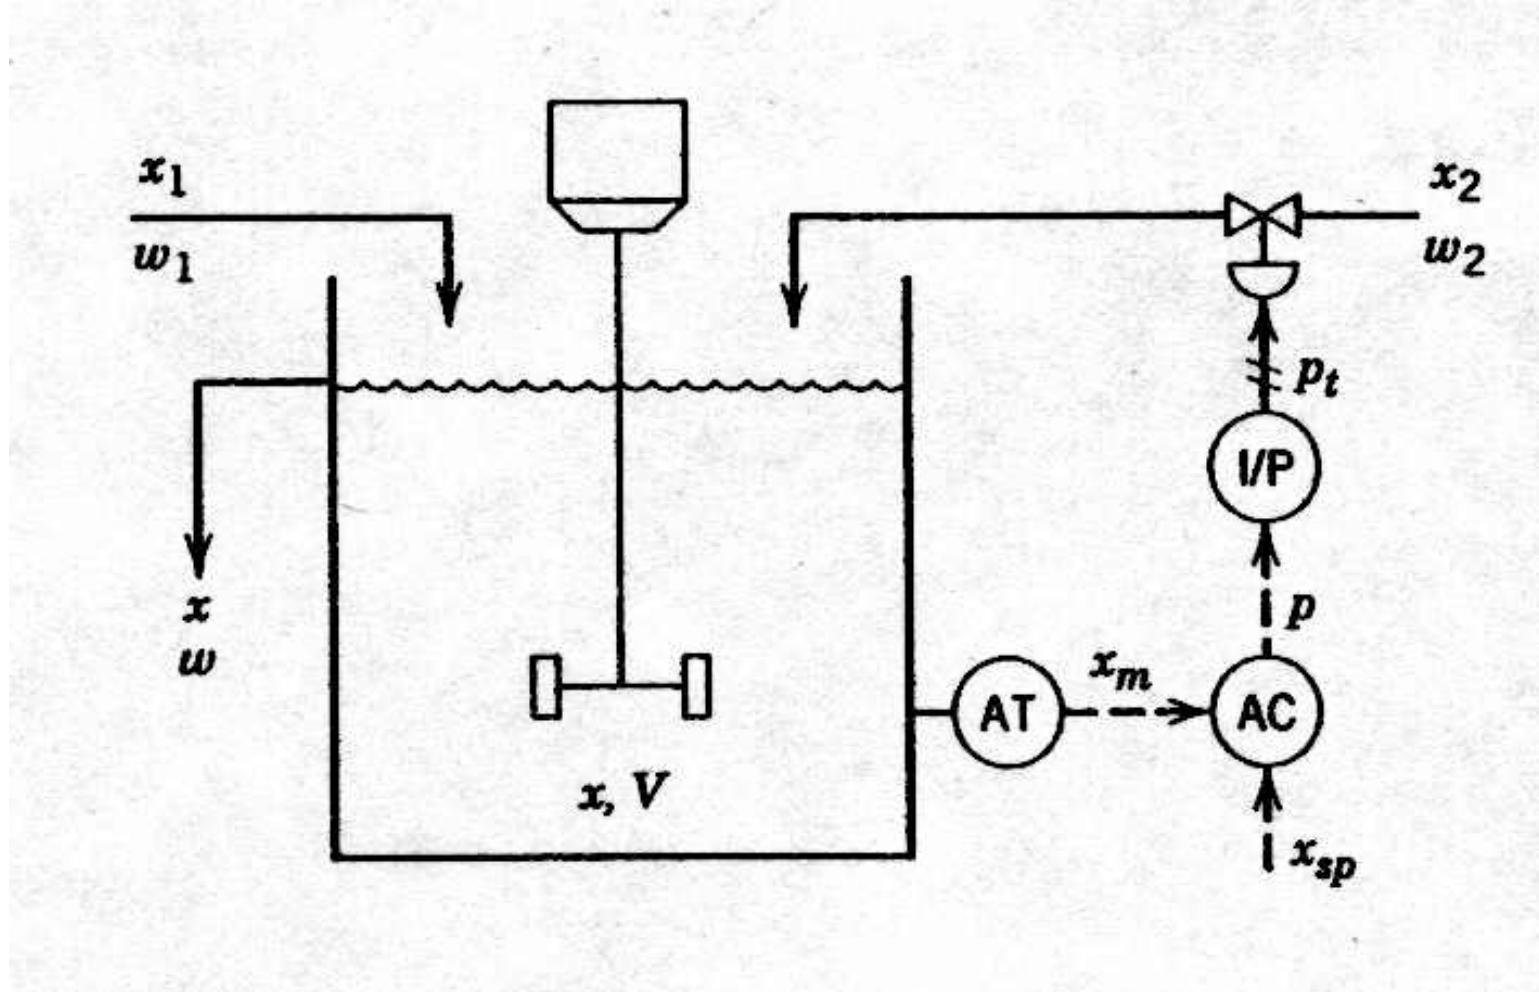 x₁
w₁
x₂
w₂
pₜ
I/P
p
x
w
xₘ
AT
AC
x, V
xₛₚ